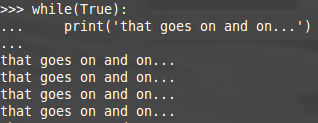 >>> while(True):
...     print('that goes on and on...')
...
that goes on and on...
that goes on and on...
that goes on and on...
that goes on and on...